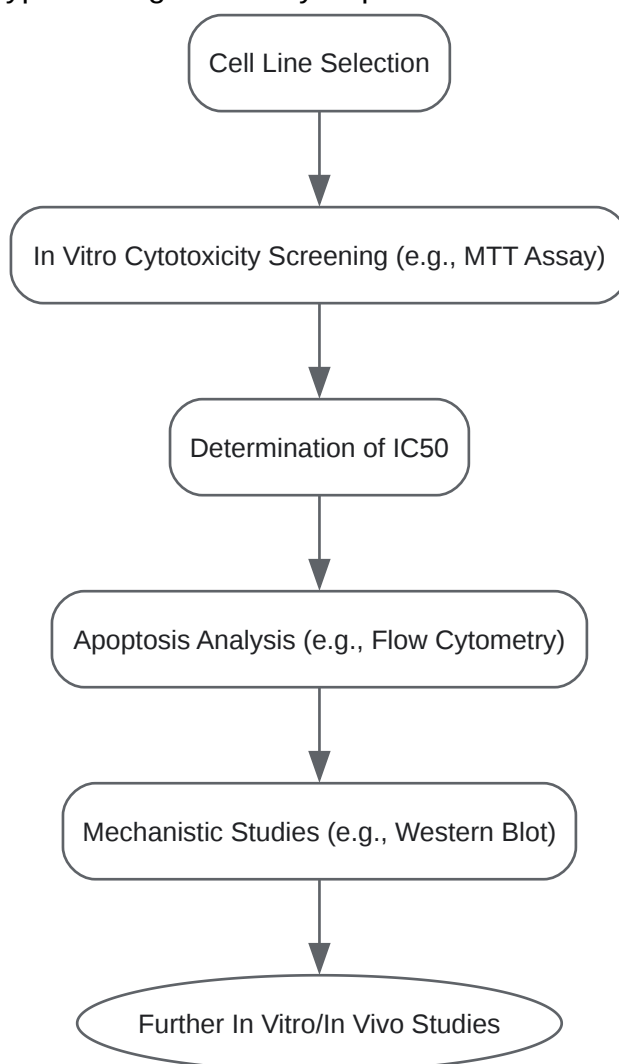 Cell Line Selection
In Vitro Cytotoxicity Screening (e.g., MTT Assay)
Determination of IC50
Apoptosis Analysis (e.g., Flow Cytometry)
Mechanistic Studies (e.g., Western Blot)
Further In Vitro/In Vivo Studies